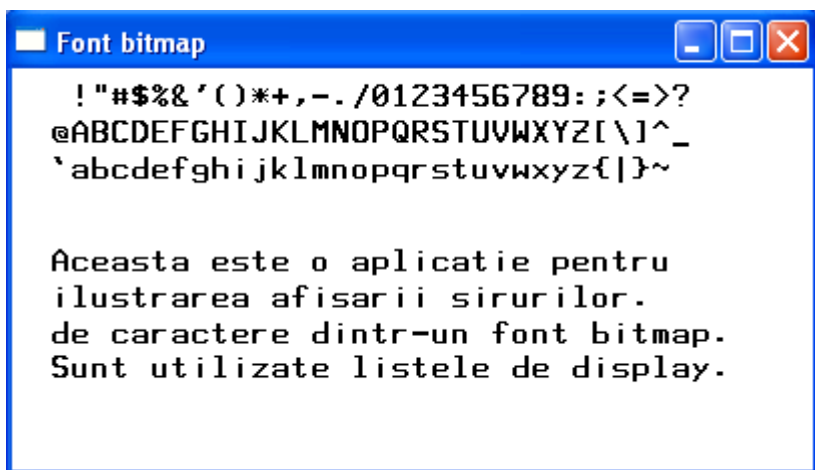 Font bitmap
 !"#$%&'()*+,-./0123456789:;<=>?
@ABCDEFGHIJKLMNOPQRSTUVWXYZ[\]^_
`abcdefghijklmnopqrstuvwxyz{|}~
Aceasta este o aplicatie pentru
ilustrarea afisarii sirurilor.
de caractere dintr-un font bitmap.
Sunt utilizate listele de display.